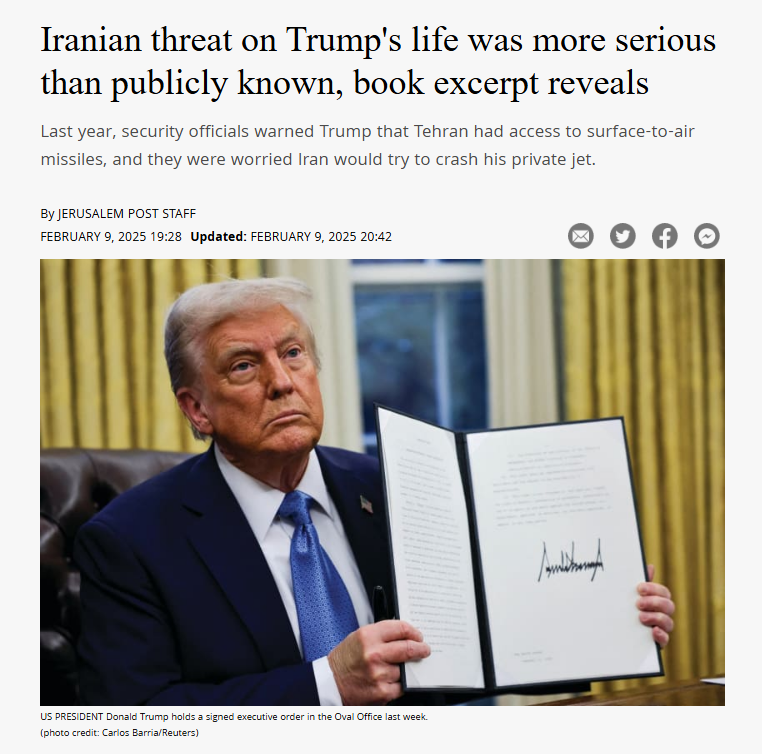 Iranian threat on Trump's life was more serious
than publicly known, book excerpt reveals
Last year, security officials warned Trump that Tehran had access to surface-to-air
missiles, and they were worried Iran would try to crash his private jet.
By JERUSALEM POST STAFF
FEBRUARY 9, 2025 19:28 Updated: FEBRUARY 9, 2025 20:42
US PRESIDENT Donald Trump holds a signed executive order in the Oval Office last week.
(photo credit: Carlos Barria/Reuters)